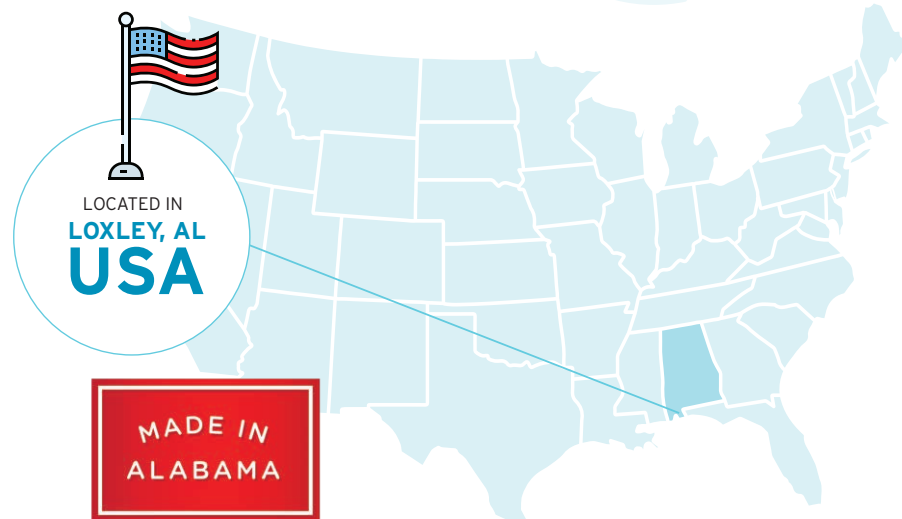 LOCATED IN
LOXLEY, AL
USA
MADE IN
ALABAMA